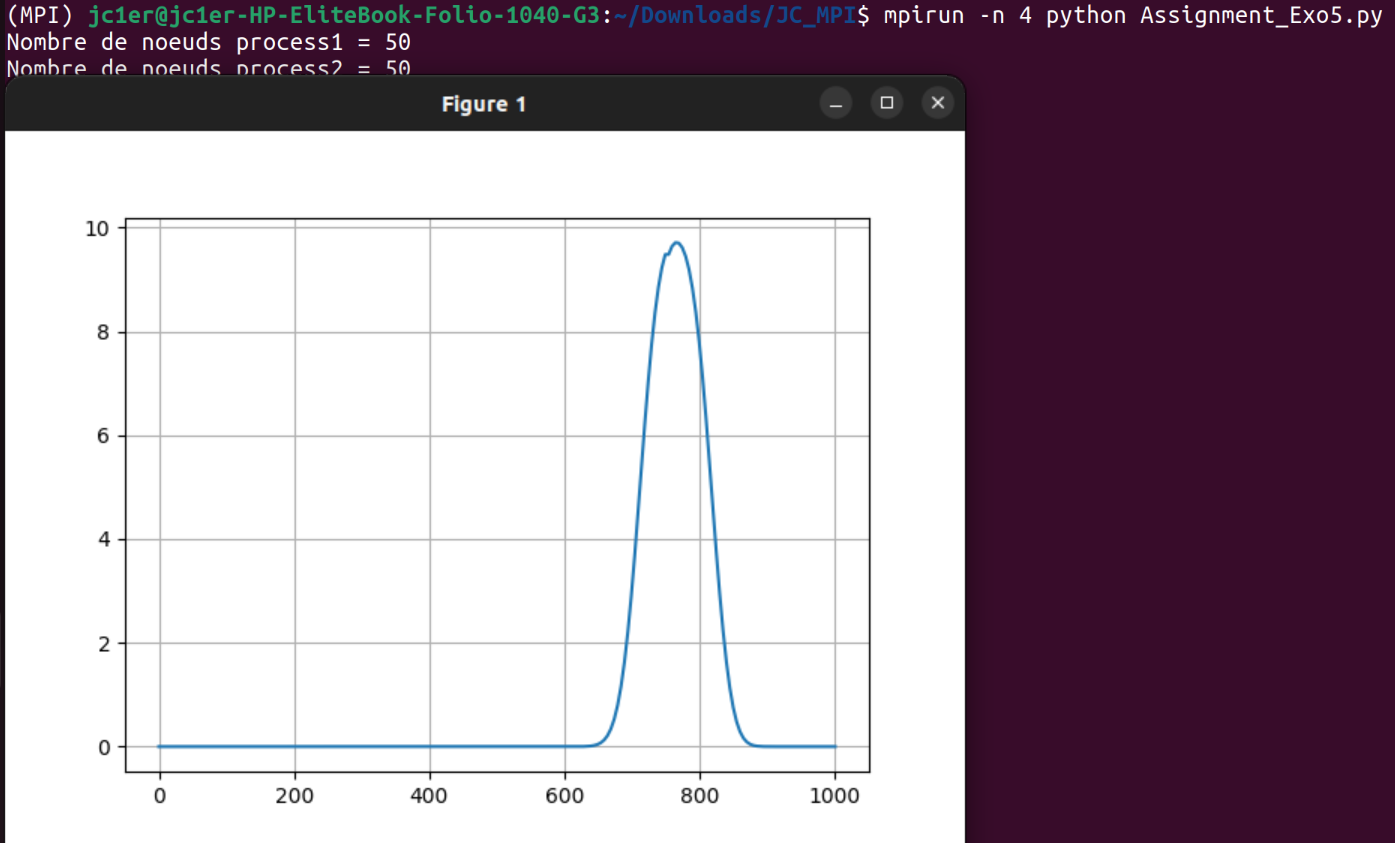 (MPI) jc1er@jc1er-HP-EliteBook-Folio-1040-G3:~/Downloads/JC_MPI$ mpirun -n 4 python Assignment_Exo5.py
Nombre de noeuds process1 = 50
Nombre de noeuds process2 = 50
Figure 1
10
8
6
4
2
0
0 200 400 600 800 1000